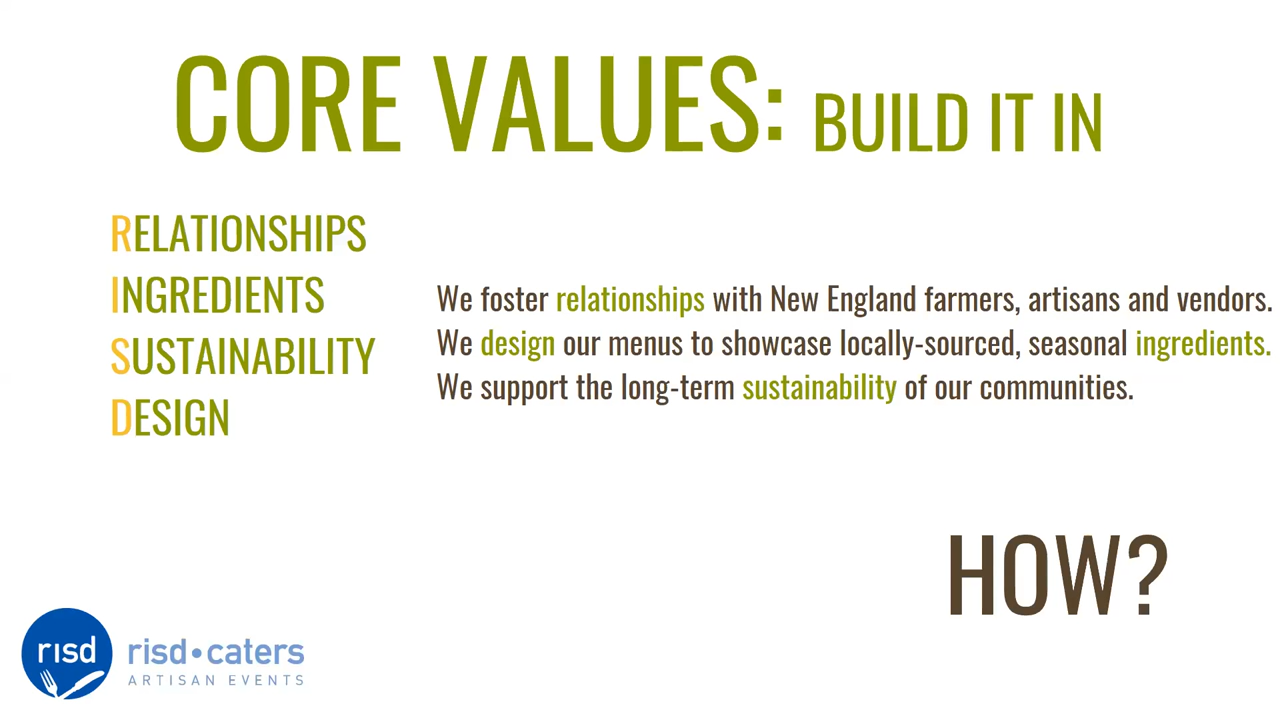 CORE VALUES: BUILD IT IN
RELATIONSHIPS
INGREDIENTS
SUSTAINABILITY
DESIGN
We foster relationships with New England farmers, artisans and vendors.
We design our menus to showcase locally-sourced, seasonal ingredients.
We support the long-term sustainability of our communities.
HOW?
risd
risd•caters
ARTISAN EVENTS